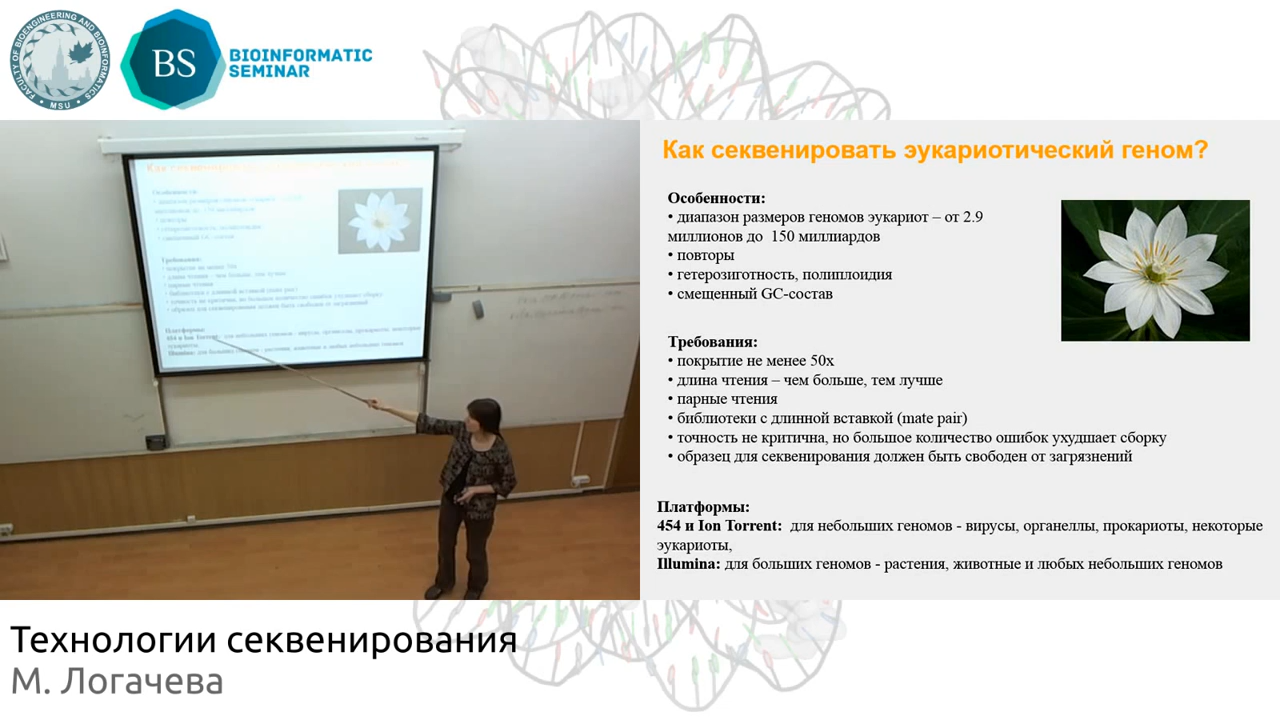 FACULTY OF BIOENGINEERING AND BIOINFORMATICS
MSU
BS
BIOINFORMATIC
SEMINAR
Как секвенировать эукариотический геном?
Особенности:
• диапазон размеров геномов эукариот – от 2.9
миллионов до 150 миллиардов
• повторы
• гетерозиготность, полиплоидия
• смещенный GC-состав
Требования:
• покрытие не менее 50x
• длина чтения – чем больше, тем лучше
• парные чтения
• библиотеки с длинной вставкой (mate pair)
• точность не критична, но большое количество ошибок ухудшает сборку
• образец для секвенирования должен быть свободен от загрязнений
Платформы:
454 и Ion Torrent: для небольших геномов - вирусы, органеллы, прокариоты, некоторые
эукариоты,
Illumina: для больших геномов - растения, животные и любых небольших геномов
Технологии секвенирования
М. Логачева